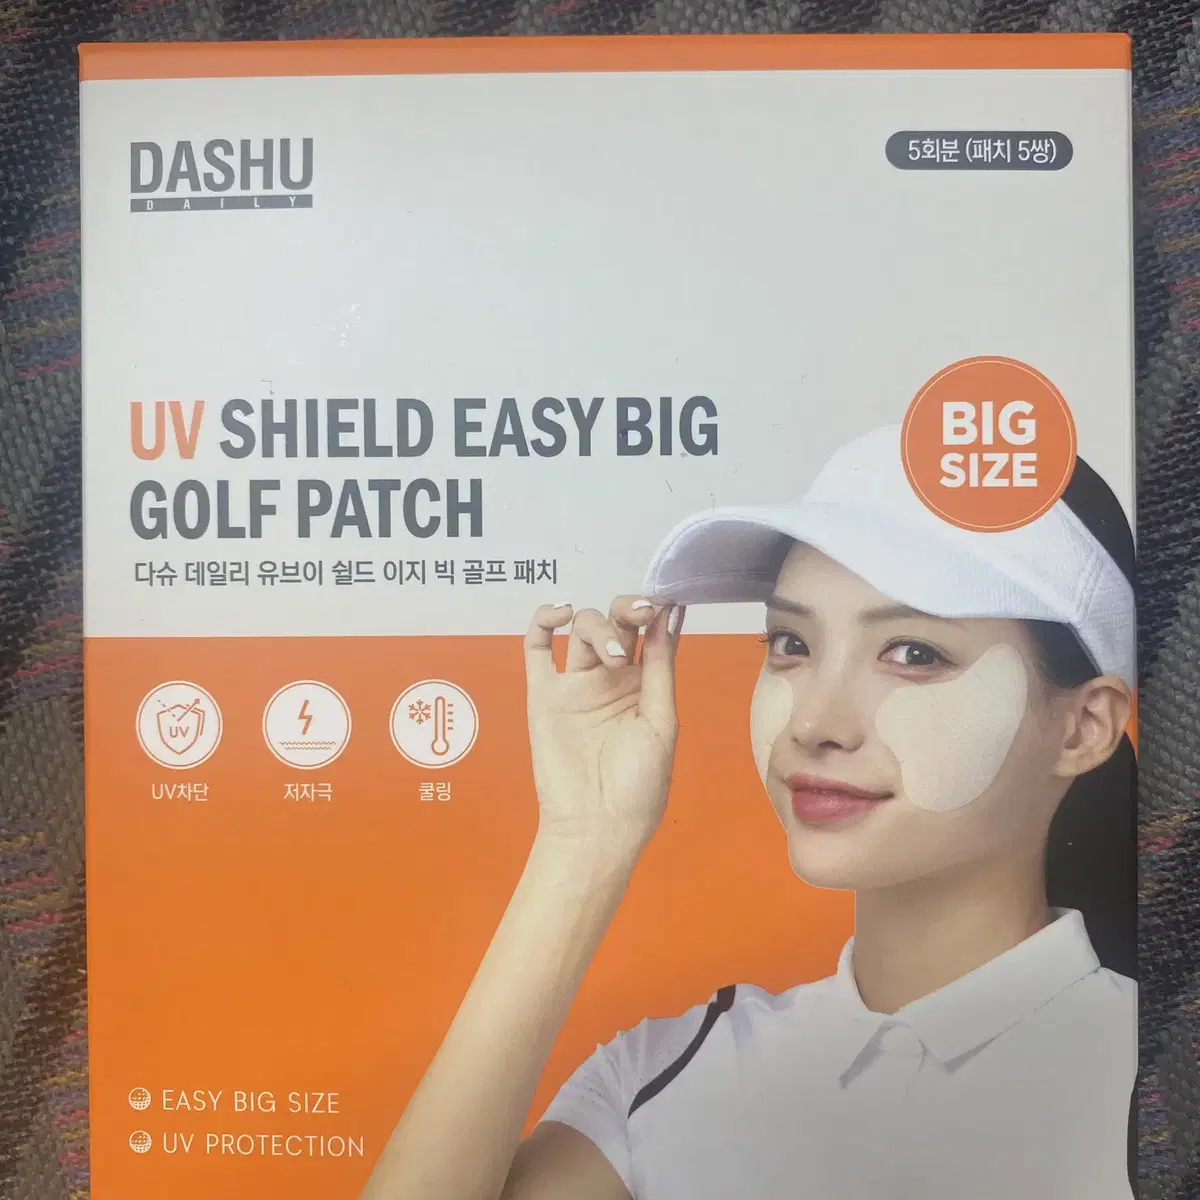 DASHU
DAILY
5회분 (패치 5쌍)
BIG
SIZE
UV SHIELD EASY BIG
GOLF PATCH
다슈 데일리 유브이 쉴드 이지 빅 골프 패치
UV
UV차단
저자극
쿨링
EASY BIG SIZE
UV PROTECTION